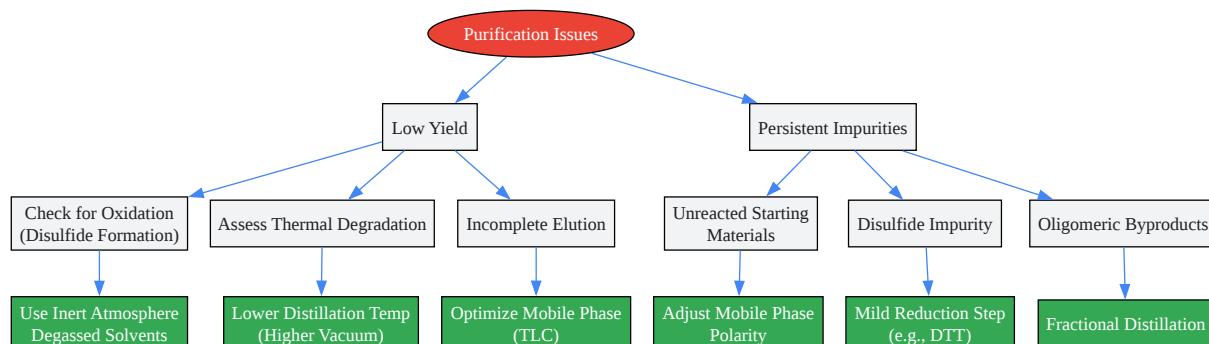 Purification Issues
Low Yield
Persistent Impurities
Check for Oxidation
(Disulfide Formation)
Assess Thermal Degradation
Incomplete Elution
Unreacted Starting
Materials
Disulfide Impurity
Oligomeric Byproducts
Use Inert Atmosphere
Degassed Solvents
Lower Distillation Temp
(Higher Vacuum)
Optimize Mobile Phase
(TLC)
Adjust Mobile Phase
Polarity
Mild Reduction Step
(e.g., DTT)
Fractional Distillation